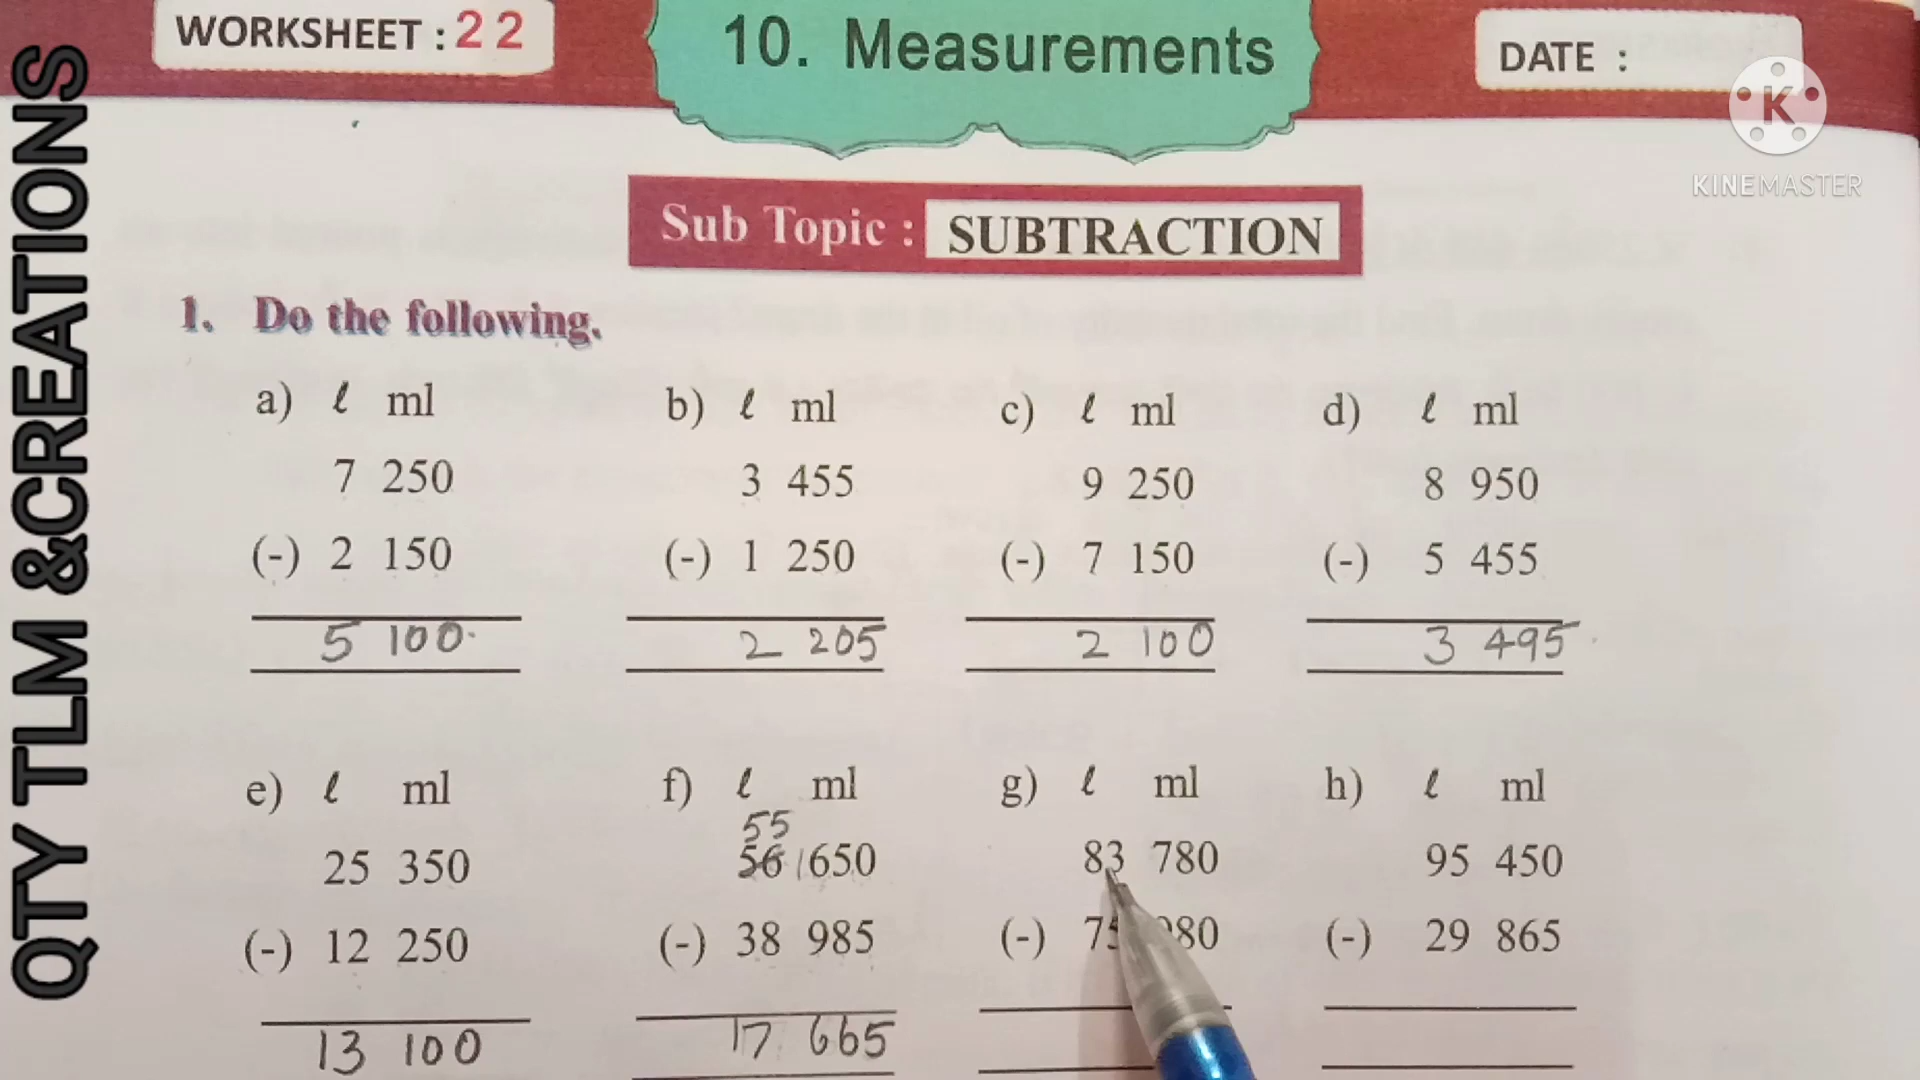 WORKSHEET : 22
10. Measurements
DATE :
KINEMASTER
QTY TLM &CREATIONS
Sub Topic : SUBTRACTION
1. Do the following.
a) ℓ ml b) ℓ ml c) ℓ ml d) ℓ ml
7 250 3 455 9 250 8 950
(-) 2 150 (-) 1 250 (-) 7 150 (-) 5 455
5 100 2 205 2 100 3 495
e) ℓ ml f) ℓ ml g) ℓ ml h) ℓ ml
55
25 350 56 1650 83 780 95 450
(-) 12 250 (-) 38 985 (-) 80 (-) 29 865
13 100 17 665